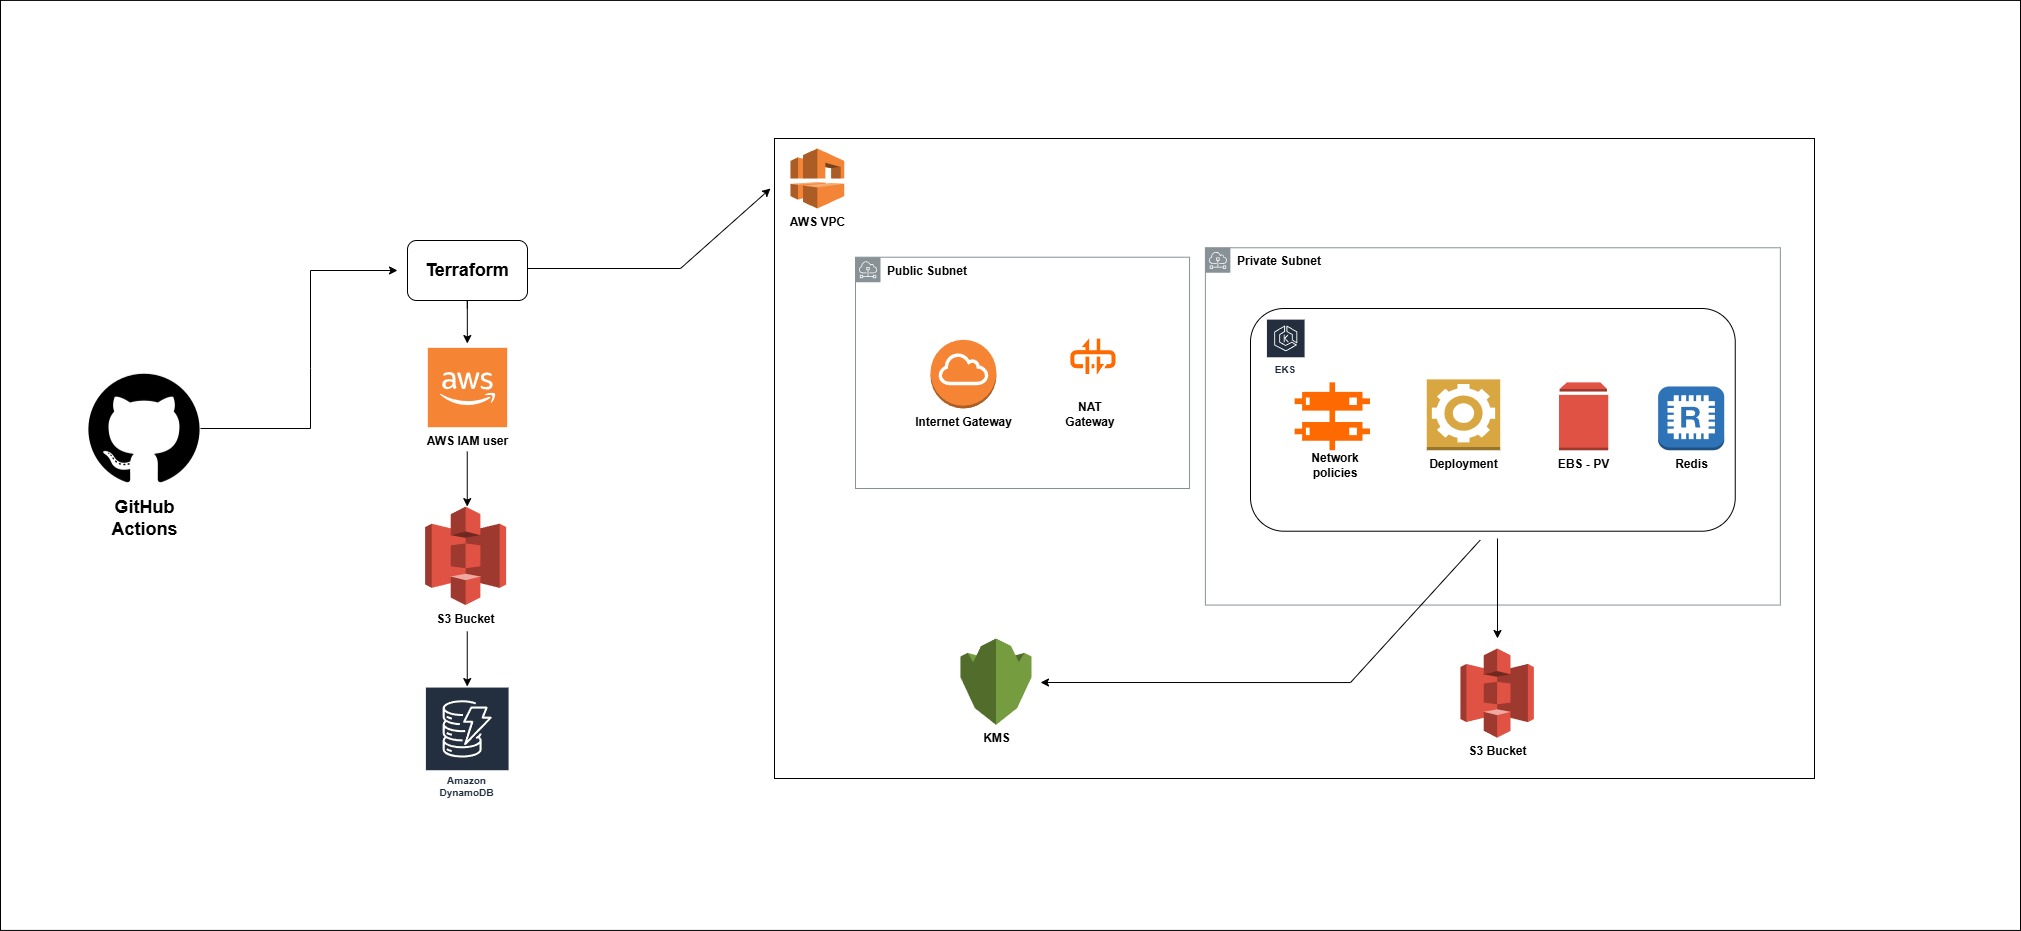 GitHub
Actions
Terraform
aws
AWS IAM user
S3 Bucket
Amazon
DynamoDB
AWS VPC
Public Subnet
Internet Gateway
NAT
Gateway
Private Subnet
K
EKS
Network
policies
Deployment
EBS - PV
R
Redis
KMS
S3 Bucket